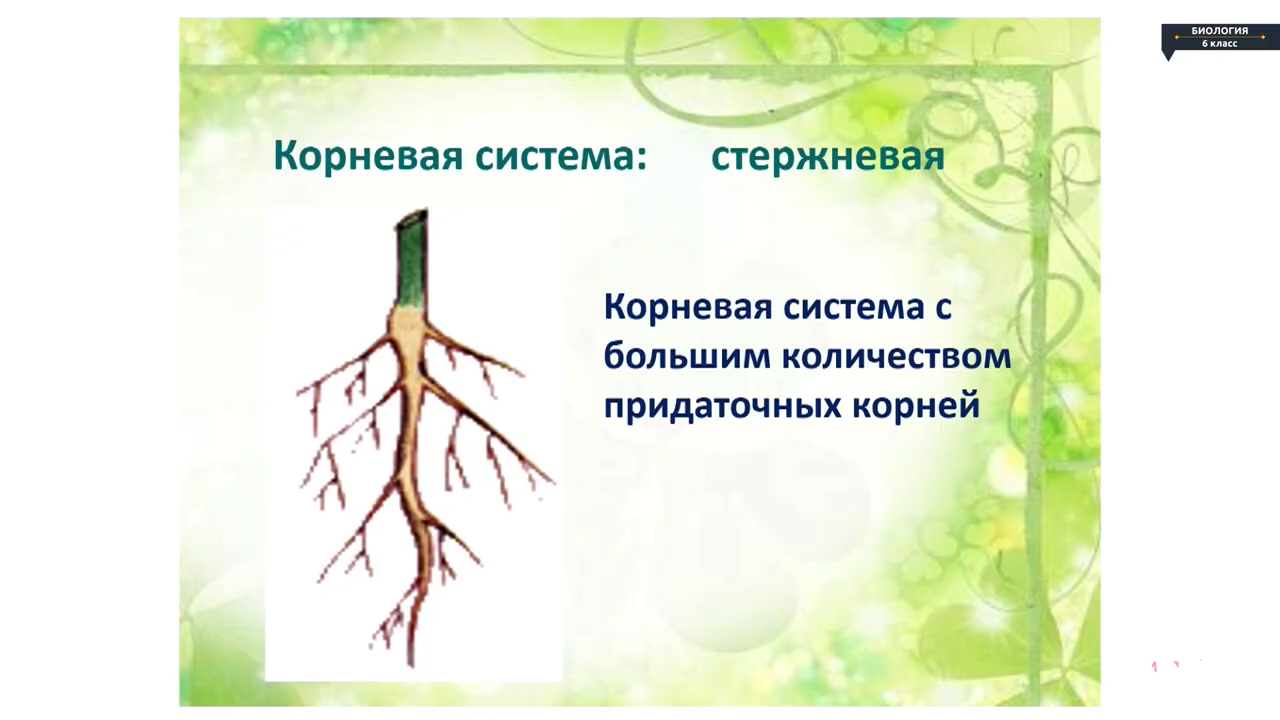 БИОЛОГИЯ
6 класс
Корневая система: стержневая
Корневая система с
большим количеством
придаточных корней